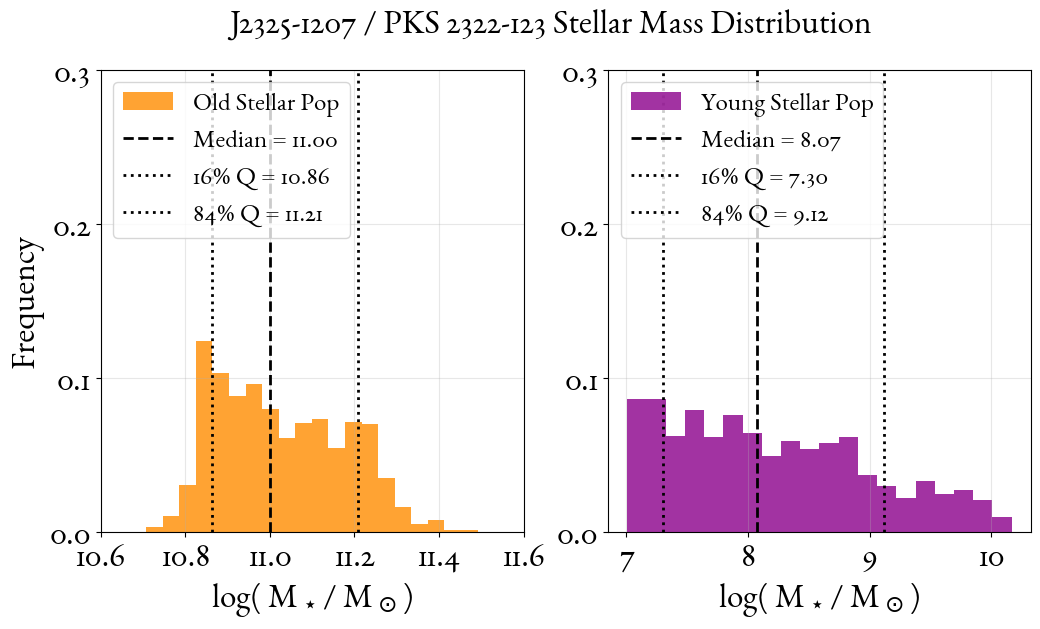 J2325-1207 / PKS 2322-123 Stellar Mass Distribution
Frequency
0.3
0.2
0.1
0.0
Old Stellar Pop
Median = 11.00
16% Q = 10.86
84% Q = 11.21
10.6 10.8 11.0 11.2 11.4 11.6
log( M ⋆ / M ⊙ )
0.3
0.2
0.1
0.0
Young Stellar Pop
Median = 8.07
16% Q = 7.30
84% Q = 9.12
7 8 9 10
log( M ⋆ / M ⊙ )